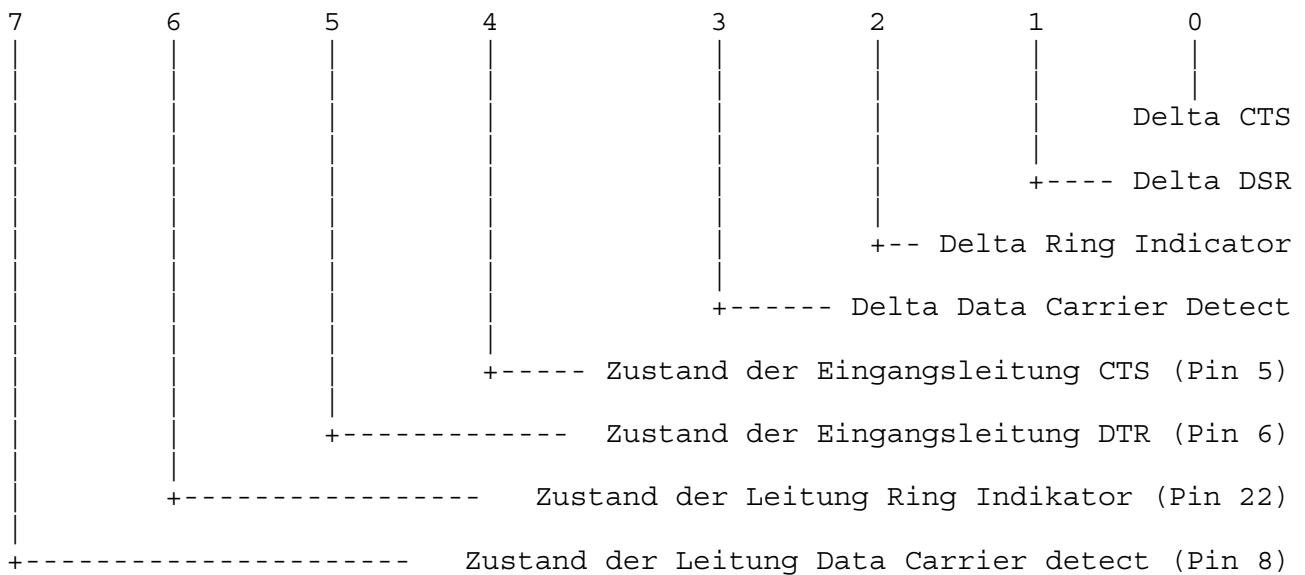 7 6 5 4 3 2 1 0
Delta CTS
+---- Delta DSR
+-- Delta Ring Indicator
+------ Delta Data Carrier Detect
+----- Zustand der Eingangsleitung CTS (Pin 5)
+------------- Zustand der Eingangsleitung DTR (Pin 6)
+----------------- Zustand der Leitung Ring Indikator (Pin 22)
+----------------------- Zustand der Leitung Data Carrier detect (Pin 8)